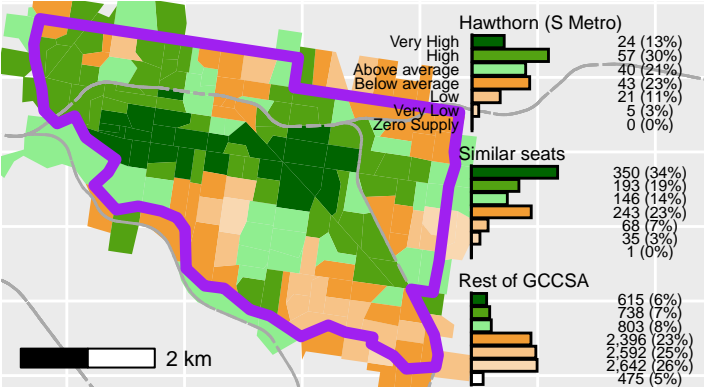 Hawthorn (S Metro)
Very High 24 (13%)
High 57 (30%)
Above average 40 (21%)
Below average 43 (23%)
Low 21 (11%)
Very Low 5 (3%)
Zero Supply 0 (0%)
Similar seats
350 (34%)
193 (19%)
146 (14%)
243 (23%)
68 (7%)
35 (3%)
1 (0%)
Rest of GCCSA
615 (6%)
738 (7%)
803 (8%)
2,396 (23%)
2,592 (25%)
2,642 (26%)
475 (5%)
2 km